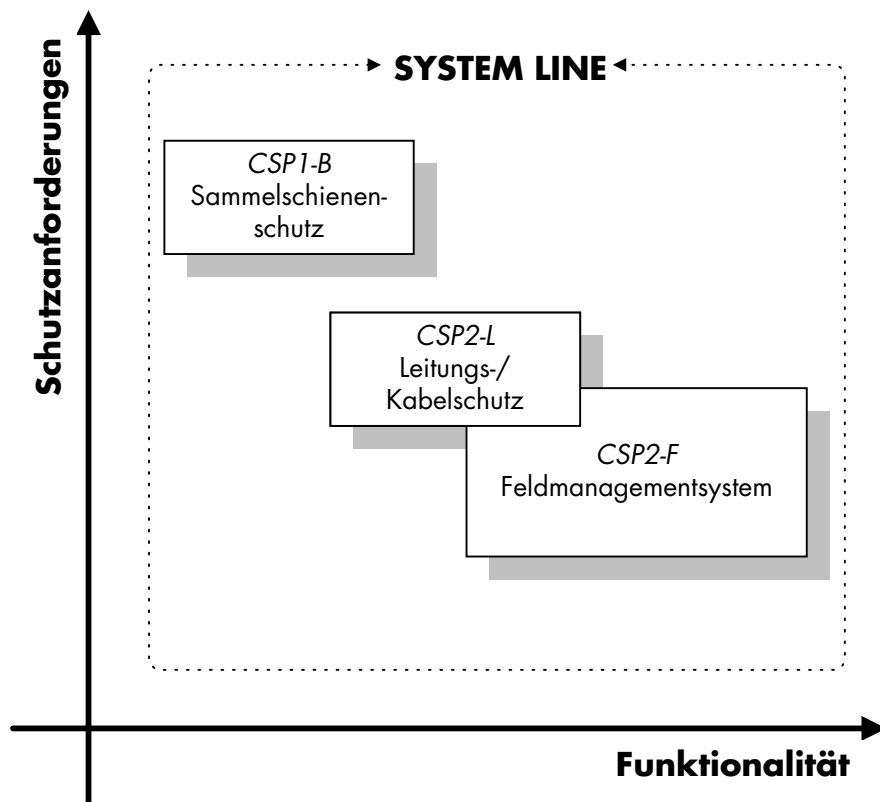 SYSTEM LINE
Schutzanforderungen
CSP1-B
Sammelschienen-
schutz
CSP2-L
Leitungs-/
Kabelschutz
CSP2-F
Feldmanagementsystem
Funktionalität